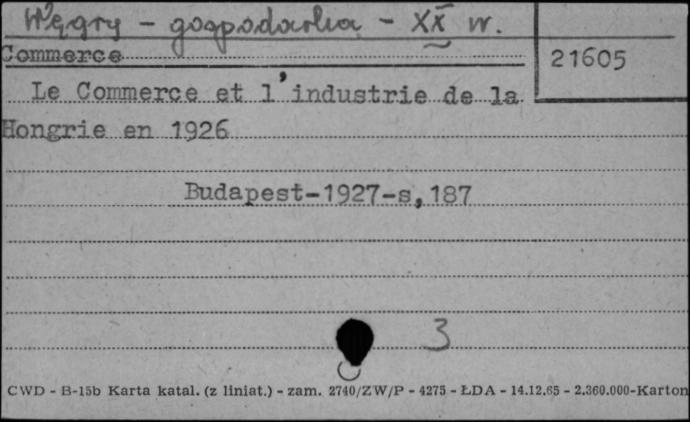 Węgry - gospodarka - XX w.
Commerce
21605
Le Commerce et l'industrie de la
Hongrie en 1926
Budapest-1927-s,187
3
CWD - B-15b Karta katal. (z liniat.) - zam. 2740/ZW/P - 4275 - ŁDA - 14.12.65 - 2.360.000-Karton